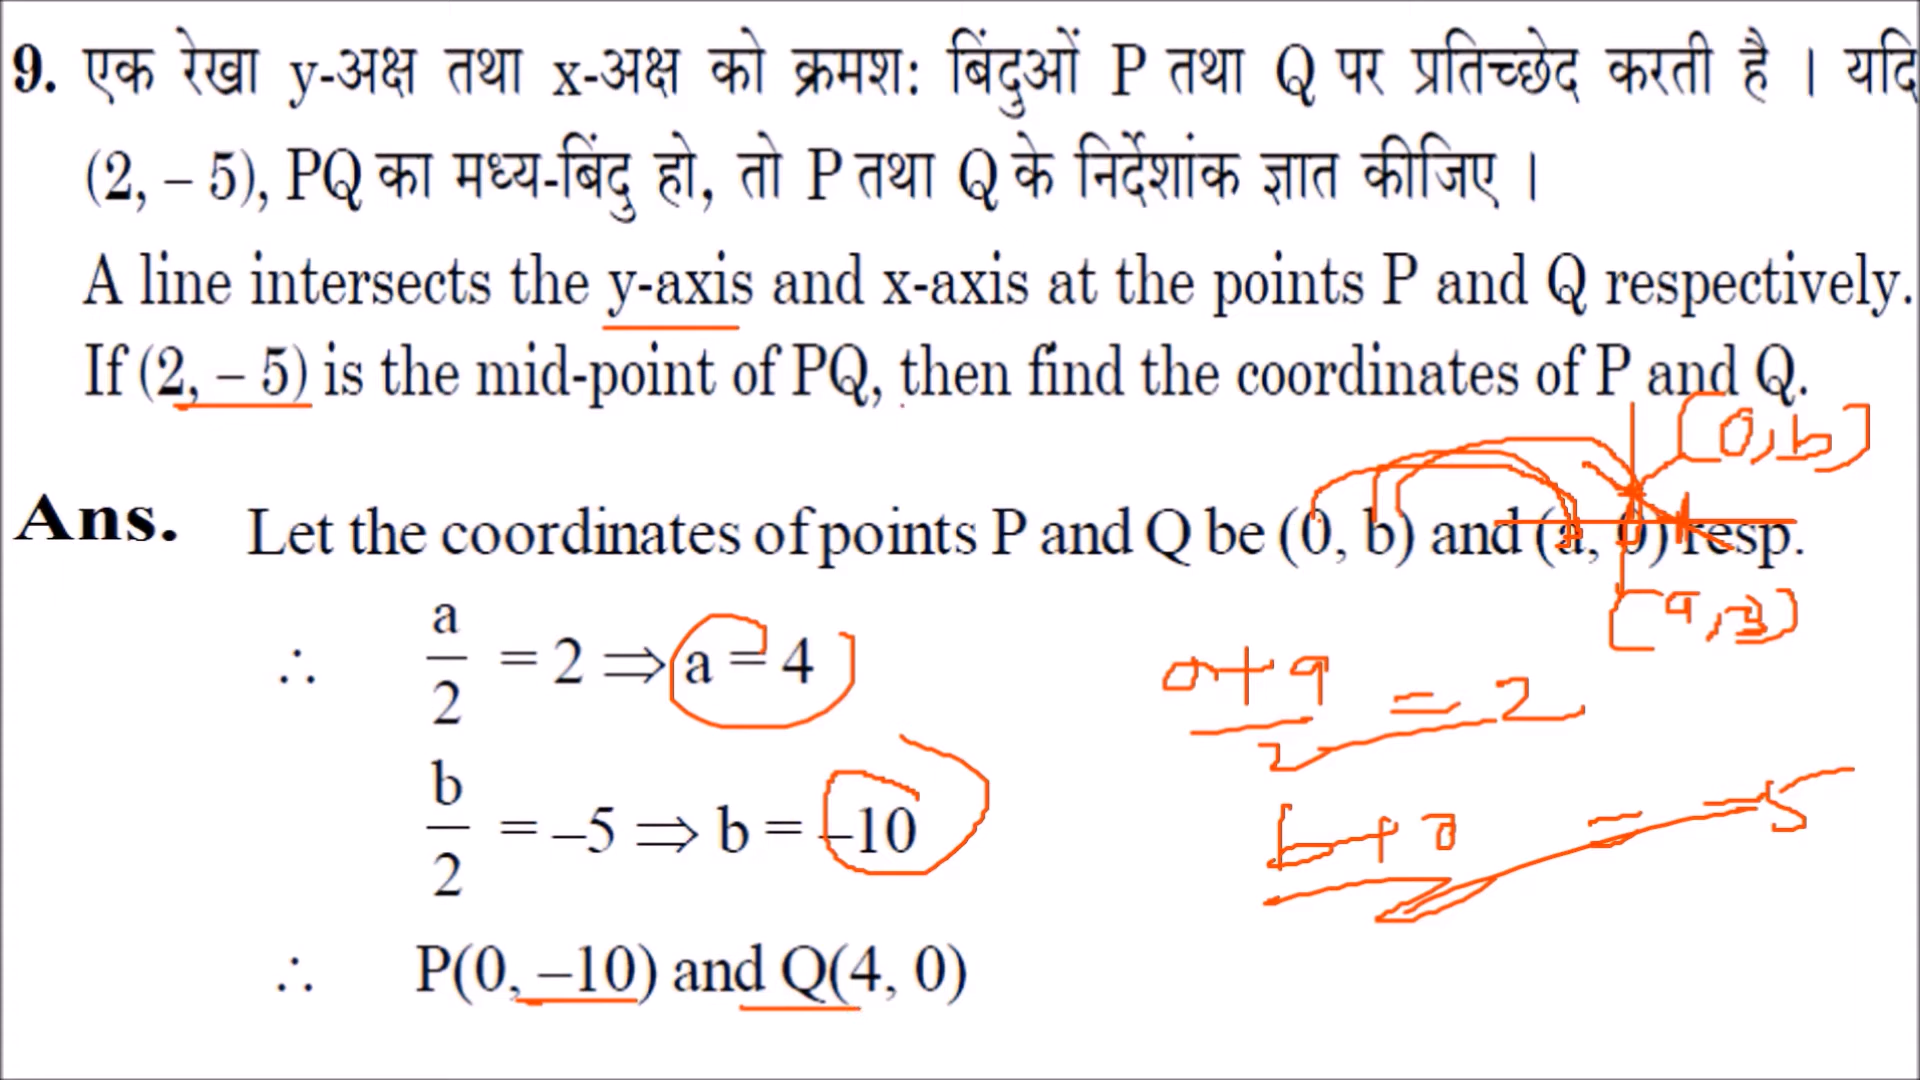 9. एक रेखा y-अक्ष तथा x-अक्ष को क्रमश: बिंदुओं P तथा Q पर प्रतिच्छेद करती है । यदि
(2, – 5), PQ का मध्य-बिंदु हो, तो P तथा Q के निर्देशांक ज्ञात कीजिए ।
A line intersects the y-axis and x-axis at the points P and Q respectively.
If (2, – 5) is the mid-point of PQ, then find the coordinates of P and Q.
(0, b)
Ans. Let the coordinates of points P and Q be (0, b) and (a, 0) resp.
∴ a/2 = 2 ⇒ a = 4
0+a/2 = 2
b/2 = –5 ⇒ b = –10
b+0/2 = -5
∴ P(0, –10) and Q(4, 0)